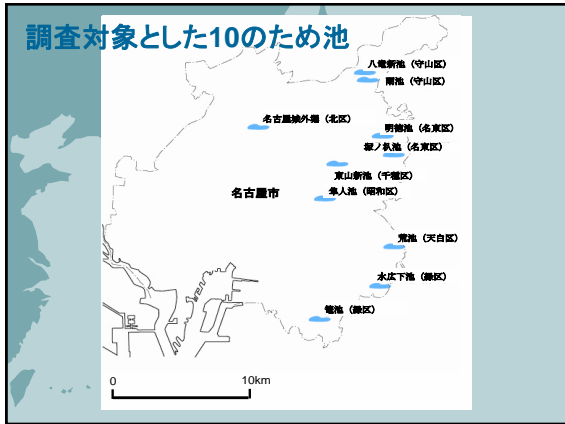 調査対象とした10のため池
八竜新池（守山区）
雨池（守山区）
名古屋城外堀（北区）
明徳池（名東区）
塚ノ杁池（名東区）
東山新池（千種区）
隼人池（昭和区）
名古屋市
荒池（天白区）
水広下池（緑区）
籠池（緑区）
0
10km